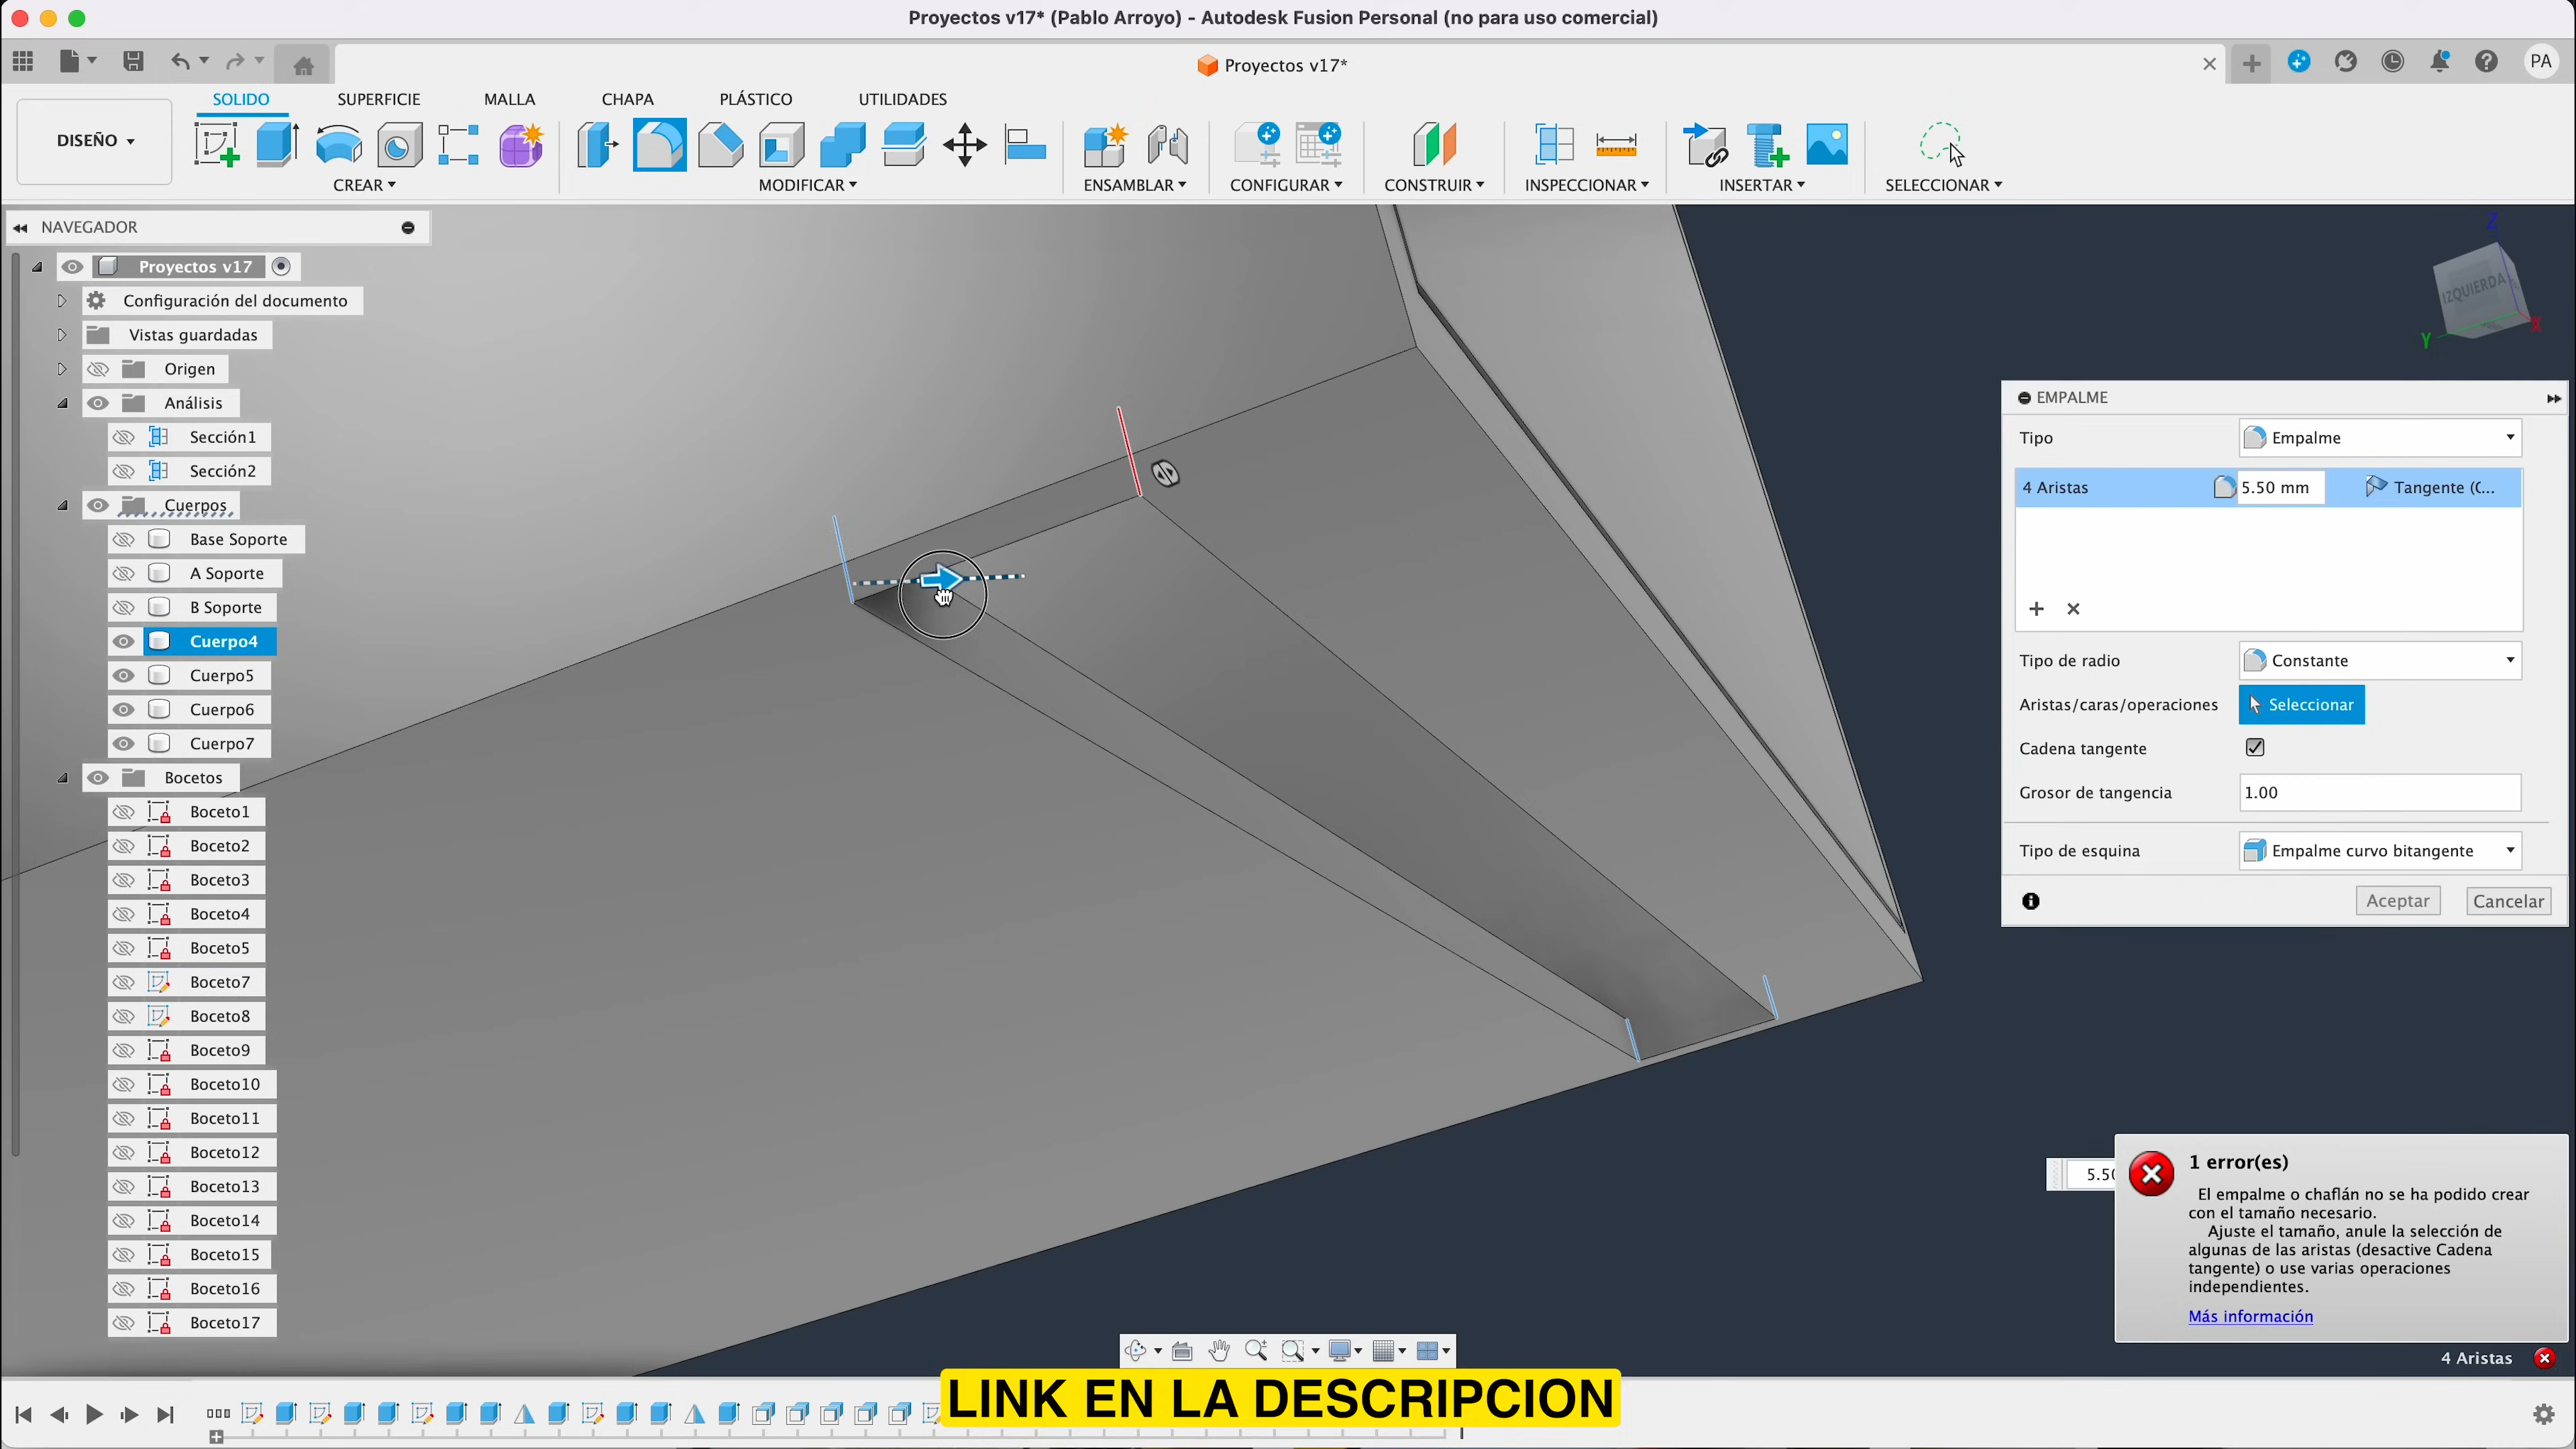 Proyectos v17* (Pablo Arroyo) - Autodesk Fusion Personal (no para uso comercial)
Proyectos v17*
PA
DISEÑO
SOLIDO SUPERFICIE MALLA CHAPA PLÁSTICO UTILIDADES
CREAR MODIFICAR ENSAMBLAR CONFIGURAR CONSTRUIR INSPECCIONAR INSERTAR SELECCIONAR
NAVEGADOR
Proyectos v17
Configuración del documento
Vistas guardadas
Origen
Análisis
Sección1
Sección2
Cuerpos
Base Soporte
A Soporte
B Soporte
Cuerpo4
Cuerpo5
Cuerpo6
Cuerpo7
Bocetos
Boceto1
Boceto2
Boceto3
Boceto4
Boceto5
Boceto7
Boceto8
Boceto9
Boceto10
Boceto11
Boceto12
Boceto13
Boceto14
Boceto15
Boceto16
Boceto17
Z
IZQUIERDA
Y
X
EMPALME
Tipo Empalme
4 Aristas 5.50 mm Tangente (C...
Tipo de radio Constante
Aristas/caras/operaciones Seleccionar
Cadena tangente
Grosor de tangencia 1.00
Tipo de esquina Empalme curvo bitangente
Aceptar Cancelar
5.50
1 error(es)
El empalme o chaflán no se ha podido crear
con el tamaño necesario.
Ajuste el tamaño, anule la selección de
algunas de las aristas (desactive Cadena
tangente) o use varias operaciones
independientes.
Más información
4 Aristas
LINK EN LA DESCRIPCION